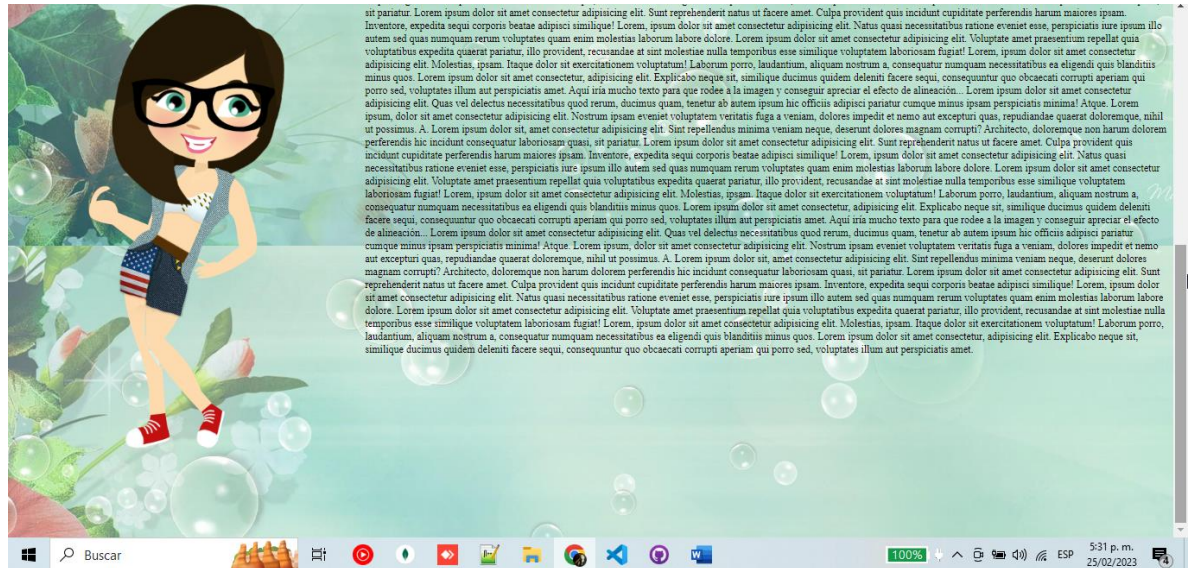 sit pariatur. Lorem ipsum dolor sit amet consectetur adipisicing elit. Sunt reprehenderit natus ut facere amet. Culpa provident quis incidunt cupiditate perferendis harum maiores ipsam.
Inventore, expedita sequi corporis beatae adipisci similique! Lorem, ipsum dolor sit amet consectetur, adipisicing elit. Natus quasi necessitatibus ratione eveniet esse, perspiciatis iure ipsum illo
autem sed quas numquam rerum voluptates quam enim molestias laborum labore dolore. Lorem ipsum dolor sit amet consectetur adipisicing elit. Voluptate amet praesentium repellat quia
voluptatibus expedita quaerat pariatur, illo provident, recusandae at sint molestiae nulla temporibus esse similique voluptatem laboriosam fugiat! Lorem, ipsum dolor sit amet consectetur
adipisicing elit. Molestias, ipsam. Itaque dolor sit exercitationem voluptatum! Laborum porro, laudantium, aliquam nostrum a, consequatur numquam necessitatibus ea eligendi quis blanditiis
minus quos. Lorem ipsum dolor sit amet consectetur, adipisicing elit. Explicabo neque sit, similique ducimus quidem deleniti facere sequi, consequuntur quo obcaecati corrupti aperiam qui
porro sed, voluptates illum aut perspiciatis amet. Aquí iría mucho texto para que rodee a la imagen y conseguir apreciar el efecto de alineación... Lorem ipsum dolor sit amet consectetur
adipisicing elit. Quas vel delectus necessitatibus quod rerum, ducimus quam, tenetur ab autem ipsum hic officiis adipisci pariatur cumque minus ipsam perspiciatis minima! Atque. Lorem
ipsum, dolor sit amet consectetur adipisicing elit. Nostrum ipsam eveniet voluptatem veritatis fuga a veniam, dolores impedit et nemo aut excepturi quas, repudiandae quaerat doloremque, nihil
ut possimus. A. Lorem ipsum dolor sit, amet consectetur adipisicing elit. Sint repellendus minima veniam neque, deserunt dolores magnam corrupti? Architecto, doloremque non harum dolorem
perferendis hic incidunt consequatur laboriosam quasi, sit pariatur. Lorem ipsum dolor sit amet consectetur adipisicing elit. Sunt reprehenderit natus ut facere amet. Culpa provident quis
incidunt cupiditate perferendis harum maiores ipsam. Inventore, expedita sequi corporis beatae adipisci similique! Lorem, ipsum dolor sit amet consectetur, adipisicing elit. Natus quasi
necessitatibus ratione eveniet esse, perspiciatis iure ipsum illo autem sed quas numquam rerum voluptates quam enim molestias laborum labore dolore. Lorem ipsum dolor sit amet consectetur
adipisicing elit. Voluptate amet praesentium repellat quia voluptatibus expedita quaerat pariatur, illo provident, recusandae at sint molestiae nulla temporibus esse similique voluptatem
laboriosam fugiat! Lorem, ipsum dolor sit amet consectetur adipisicing elit. Molestias, ipsam. Itaque dolor sit exercitationem voluptatum! Laborum porro, laudantium, aliquam nostrum a,
consequatur numquam necessitatibus ea eligendi quis blanditiis minus quos. Lorem ipsum dolor sit amet consectetur, adipisicing elit. Explicabo neque sit, similique ducimus quidem deleniti
facere sequi, consequuntur quo obcaecati corrupti aperiam qui porro sed, voluptates illum aut perspiciatis amet. Aquí iría mucho texto para que rodee a la imagen y conseguir apreciar el efecto
de alineación... Lorem ipsum dolor sit amet consectetur adipisicing elit. Quas vel delectus necessitatibus quod rerum, ducimus quam, tenetur ab autem ipsum hic officiis adipisci pariatur
cumque minus ipsam perspiciatis minima! Atque. Lorem ipsum, dolor sit amet consectetur adipisicing elit. Nostrum ipsam eveniet voluptatem veritatis fuga a veniam, dolores impedit et nemo
aut excepturi quas, repudiandae quaerat doloremque, nihil ut possimus. A. Lorem ipsum dolor sit, amet consectetur adipisicing elit. Sint repellendus minima veniam neque, deserunt dolores
magnam corrupti? Architecto, doloremque non harum dolorem perferendis hic incidunt consequatur laboriosam quasi, sit pariatur. Lorem ipsum dolor sit amet consectetur adipisicing elit. Sunt
reprehenderit natus ut facere amet. Culpa provident quis incidunt cupiditate perferendis harum maiores ipsam. Inventore, expedita sequi corporis beatae adipisci similique! Lorem, ipsum dolor
sit amet consectetur, adipisicing elit. Natus quasi necessitatibus ratione eveniet esse, perspiciatis iure ipsum illo autem sed quas numquam rerum voluptates quam enim molestias laborum labore
dolore. Lorem ipsum dolor sit amet consectetur adipisicing elit. Voluptate amet praesentium repellat quia voluptatibus expedita quaerat pariatur, illo provident, recusandae at sint molestiae nulla
temporibus esse similique voluptatem laboriosam fugiat! Lorem, ipsum dolor sit amet consectetur adipisicing elit. Molestias, ipsam. Itaque dolor sit exercitationem voluptatum! Laborum porro,
laudantium, aliquam nostrum a, consequatur numquam necessitatibus ea eligendi quis blanditiis minus quos. Lorem ipsum dolor sit amet consectetur, adipisicing elit. Explicabo neque sit,
similique ducimus quidem deleniti facere sequi, consequuntur quo obcaecati corrupti aperiam qui porro sed, voluptates illum aut perspiciatis amet.
Buscar
100%
ESP
5:31 p. m.
25/02/2023
4